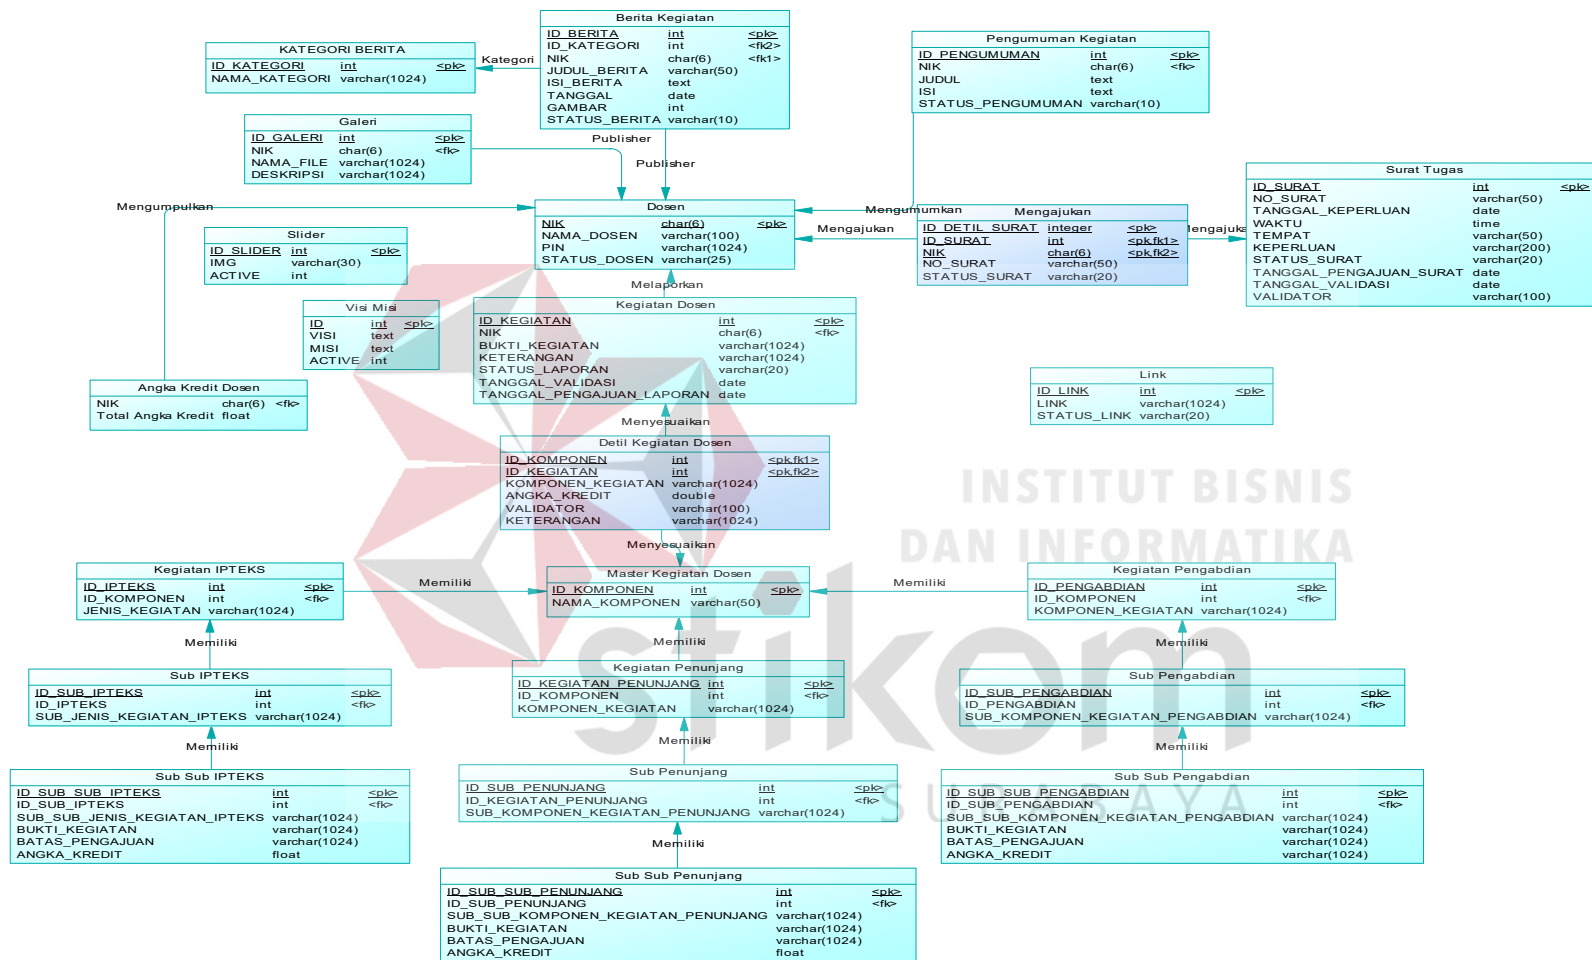 Berita Kegiatan
ID_BERITA int <pk>
ID_KATEGORI int <fk2>
NIK char(6) <fk1>
JUDUL_BERITA varchar(50)
ISI_BERITA text
TANGGAL date
GAMBAR int
STATUS_BERITA varchar(10)
KATEGORI BERITA
ID_KATEGORI int <pk>
NAMA_KATEGORI varchar(1024)
Kategori
Pengumuman Kegiatan
ID_PENGUMUMAN int <pk>
NIK char(6) <fk>
JUDUL text
ISI text
STATUS_PENGUMUMAN varchar(10)
Galeri
ID_GALERI int <pk>
NIK char(6) <fk>
NAMA_FILE varchar(1024)
DESKRIPSI varchar(1024)
Publisher
Publisher
Surat Tugas
ID_SURAT int <pk>
NO_SURAT varchar(50)
TANGGAL_KEPERLUAN date
WAKTU time
TEMPAT varchar(50)
KEPERLUAN varchar(200)
STATUS_SURAT varchar(20)
TANGGAL_PENGAJUAN_SURAT date
TANGGAL_VALIDASI date
VALIDATOR varchar(100)
Mengumpulkan
Dosen
NIK char(6) <pk>
NAMA_DOSEN varchar(100)
PIN varchar(1024)
STATUS_DOSEN varchar(25)
Mengumumkan
Mengajukan
Mengajukan
ID_DETIL_SURAT integer <pk>
ID_SURAT int <pk,fk1>
NIK char(6) <pk,fk2>
NO_SURAT varchar(50)
STATUS_SURAT varchar(20)
Mengajuka
Slider
ID_SLIDER int <pk>
IMG varchar(30)
ACTIVE int
Melaporkan
Visi Misi
ID int <pk>
VISI text
MISI text
ACTIVE int
Kegiatan Dosen
ID_KEGIATAN int <pk>
NIK char(6) <fk>
BUKTI_KEGIATAN varchar(1024)
KETERANGAN varchar(1024)
STATUS_LAPORAN varchar(20)
TANGGAL_VALIDASI date
TANGGAL_PENGAJUAN_LAPORAN date
Angka Kredit Dosen
NIK char(6) <fk>
Total Angka Kredit float
Link
ID_LINK int <pk>
LINK varchar(1024)
STATUS_LINK varchar(20)
Menyesuaikan
Detil Kegiatan Dosen
ID_KOMPONEN int <pk,fk1>
ID_KEGIATAN int <pk,fk2>
KOMPONEN_KEGIATAN varchar(1024)
ANGKA_KREDIT double
VALIDATOR varchar(100)
KETERANGAN varchar(1024)
INSTITUT BISNIS
DAN INFORMATIKA
stikom
SURABAYA
Menyesuaikan
Kegiatan IPTEKS
ID_IPTEKS int <pk>
ID_KOMPONEN int <fk>
JENIS_KEGIATAN varchar(1024)
Memiliki
Master Kegiatan Dosen
ID_KOMPONEN int <pk>
NAMA_KOMPONEN varchar(50)
Memiliki
Kegiatan Pengabdian
ID_PENGABDIAN int <pk>
ID_KOMPONEN int <fk>
KOMPONEN_KEGIATAN varchar(1024)
Memiliki
Memiliki
Memiliki
Sub IPTEKS
ID_SUB_IPTEKS int <pk>
ID_IPTEKS int <fk>
SUB_JENIS_KEGIATAN_IPTEKS varchar(1024)
Kegiatan Penunjang
ID_KEGIATAN_PENUNJANG int <pk>
ID_KOMPONEN int <fk>
KOMPONEN_KEGIATAN varchar(1024)
Sub Pengabdian
ID_SUB_PENGABDIAN int <pk>
ID_PENGABDIAN int <fk>
SUB_KOMPONEN_KEGIATAN_PENGABDIAN varchar(1024)
Memiliki
Memiliki
Memiliki
Sub Sub IPTEKS
ID_SUB_SUB_IPTEKS int <pk>
ID_SUB_IPTEKS int <fk>
SUB_SUB_JENIS_KEGIATAN_IPTEKS varchar(1024)
BUKTI_KEGIATAN varchar(1024)
BATAS_PENGAJUAN varchar(1024)
ANGKA_KREDIT float
Sub Penunjang
ID_SUB_PENUNJANG int <pk>
ID_KEGIATAN_PENUNJANG int <fk>
SUB_KOMPONEN_KEGIATAN_PENUNJANG varchar(1024)
Sub Sub Pengabdian
ID_SUB_SUB_PENGABDIAN int <pk>
ID_SUB_PENGABDIAN int <fk>
SUB_SUB_KOMPONEN_KEGIATAN_PENGABDIAN varchar(1024)
BUKTI_KEGIATAN varchar(1024)
BATAS_PENGAJUAN varchar(1024)
ANGKA_KREDIT varchar(1024)
Memiliki
Sub Sub Penunjang
ID_SUB_SUB_PENUNJANG int <pk>
ID_SUB_PENUNJANG int <fk>
SUB_SUB_KOMPONEN_KEGIATAN_PENUNJANG varchar(1024)
BUKTI_KEGIATAN varchar(1024)
BATAS_PENGAJUAN varchar(1024)
ANGKA_KREDIT float